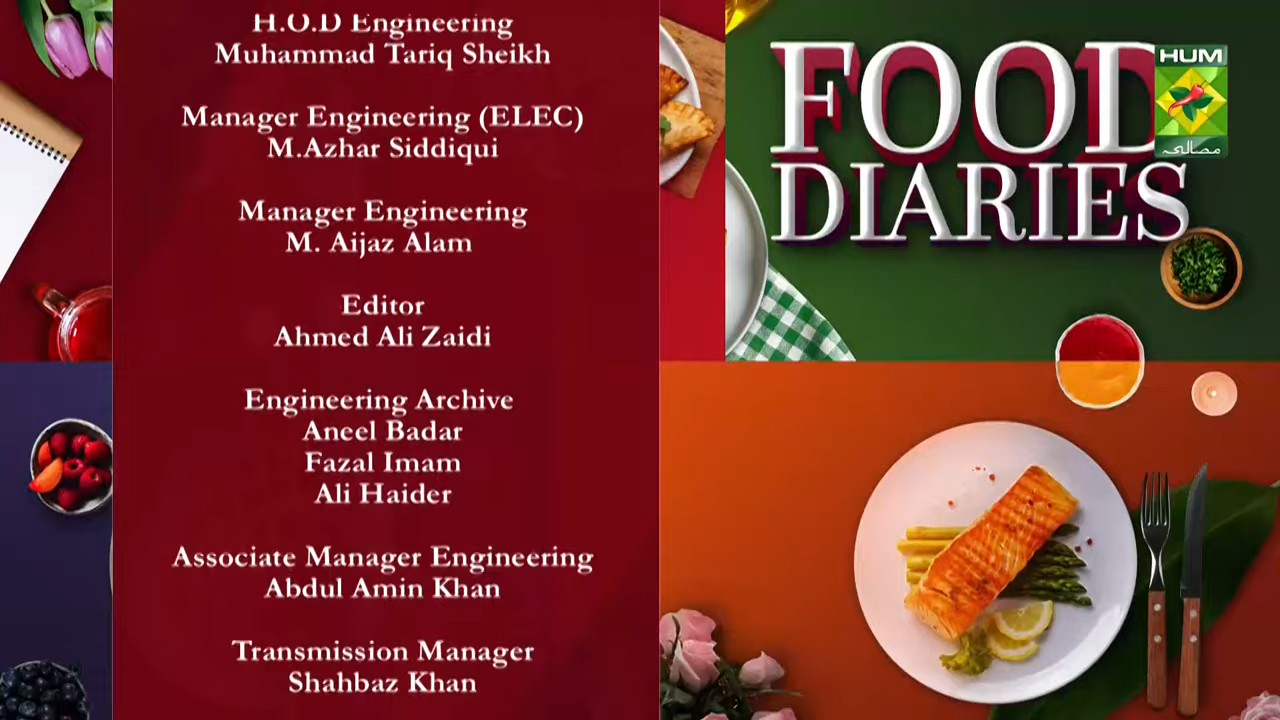 H.O.D Engineering
Muhammad Tariq Sheikh
Manager Engineering (ELEC)
M.Azhar Siddiqui
Manager Engineering
M. Aijaz Alam
Editor
Ahmed Ali Zaidi
Engineering Archive
Aneel Badar
Fazal Imam
Ali Haider
Associate Manager Engineering
Abdul Amin Khan
Transmission Manager
Shahbaz Khan
FOOD
DIARIES
HUM
مصالحہ